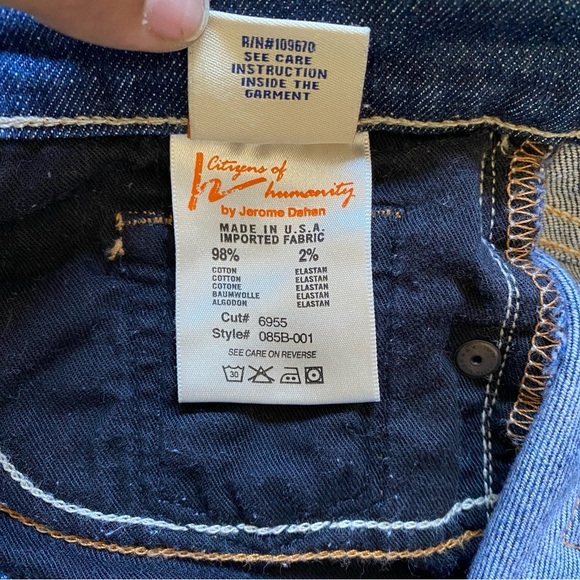 R/N#109670
SEE CARE
INSTRUCTION
INSIDE THE
GARMENT
Citizens of
humanity
by Jerome Dahan
MADE IN U.S.A.
IMPORTED FABRIC
98% 2%
COTON ELASTAN
COTTON ELASTAN
COTONE ELASTAN
BAUMWOLLE ELASTAN
ALGODON ELASTAN
Cut# 6955
Style# 085B-001
SEE CARE ON REVERSE
30